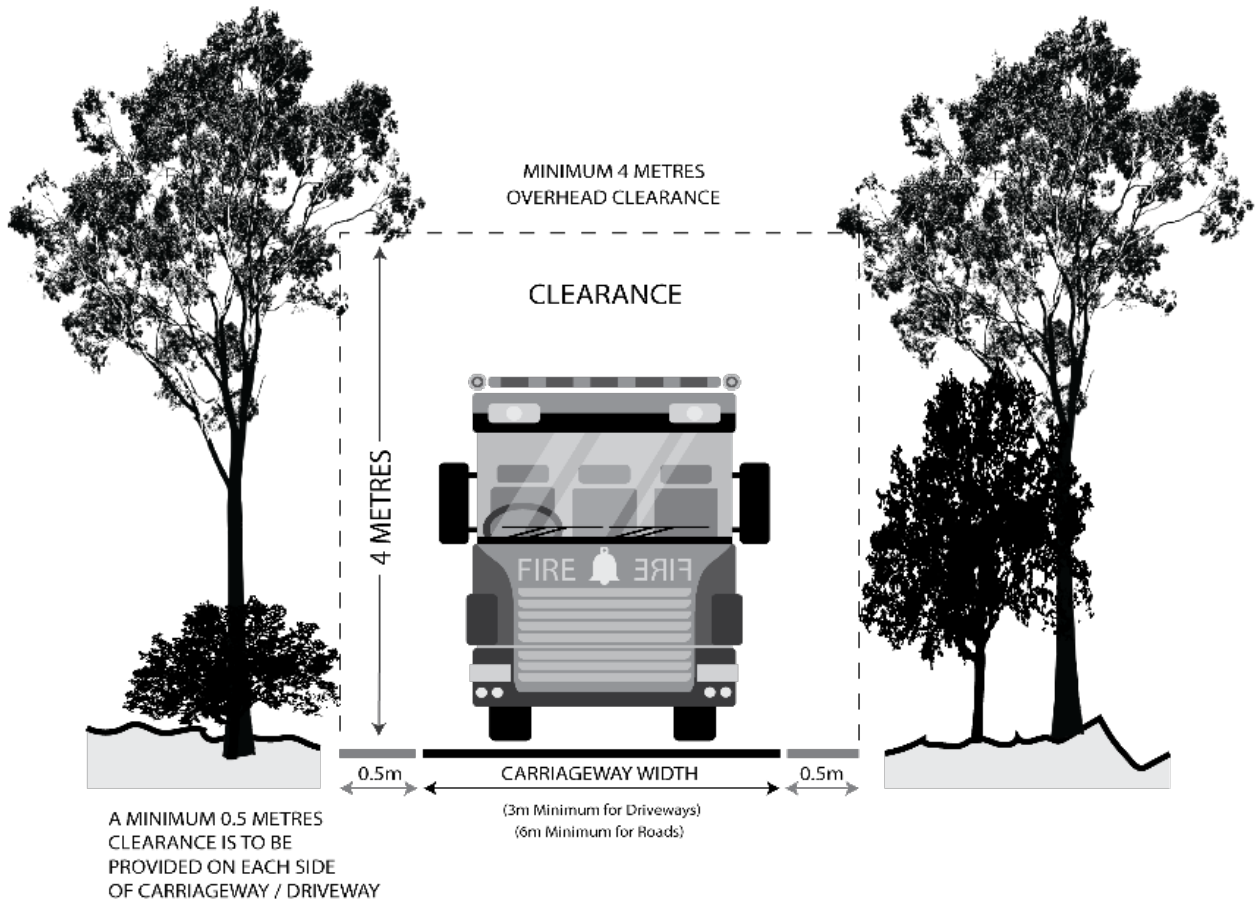 MINIMUM 4 METRES
OVERHEAD CLEARANCE
CLEARANCE
4 METRES
FIRE FIRE
0.5m
CARRIAGEWAY WIDTH
0.5m
(3m Minimum for Driveways)
(6m Minimum for Roads)
A MINIMUM 0.5 METRES
CLEARANCE IS TO BE
PROVIDED ON EACH SIDE
OF CARRIAGEWAY / DRIVEWAY